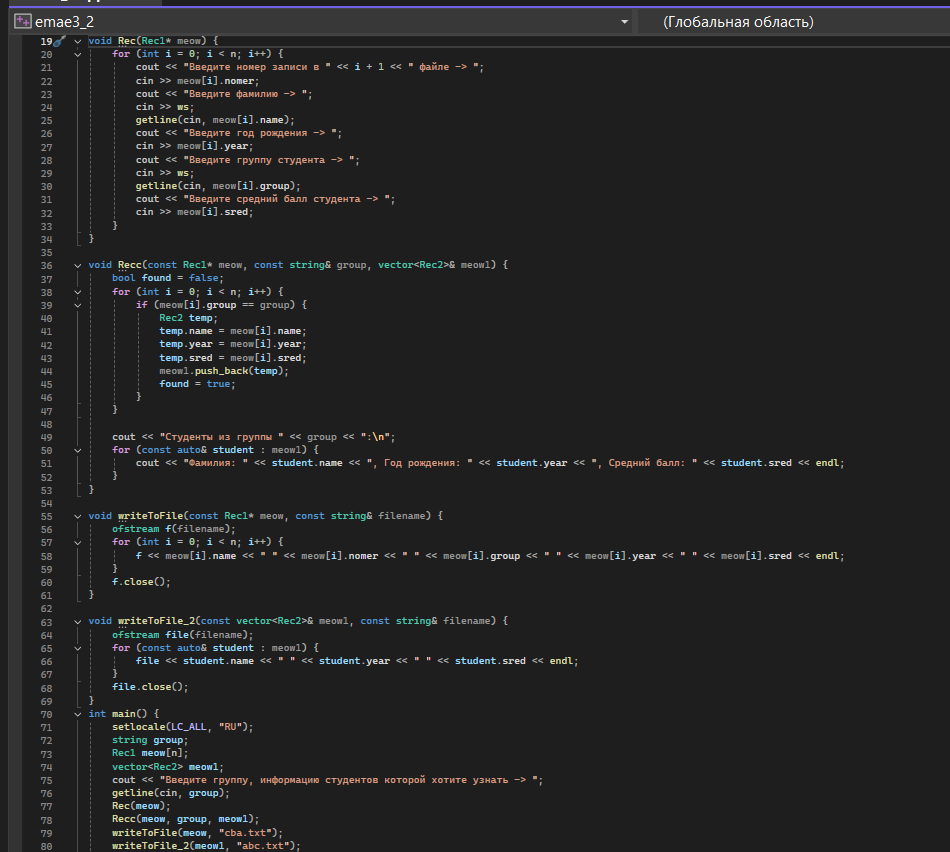 emae3_2 (Глобальная область)
19 void Rec(Rec1* meow) {
20 for (int i = 0; i < n; i++) {
21 cout << "Введите номер записи в " << i + 1 << " файле -> ";
22 cin >> meow[i].nomer;
23 cout << "Введите фамилию -> ";
24 cin >> ws;
25 getline(cin, meow[i].name);
26 cout << "Введите год рождения -> ";
27 cin >> meow[i].year;
28 cout << "Введите группу студента -> ";
29 cin >> ws;
30 getline(cin, meow[i].group);
31 cout << "Введите средний балл студента -> ";
32 cin >> meow[i].sred;
33 }
34 }
35
36 void Recc(const Rec1* meow, const string& group, vector<Rec2>& meow1) {
37 bool found = false;
38 for (int i = 0; i < n; i++) {
39 if (meow[i].group == group) {
40 Rec2 temp;
41 temp.name = meow[i].name;
42 temp.year = meow[i].year;
43 temp.sred = meow[i].sred;
44 meow1.push_back(temp);
45 found = true;
46 }
47 }
48
49 cout << "Студенты из группы " << group << ":\n";
50 for (const auto& student : meow1) {
51 cout << "Фамилия: " << student.name << ", Год рождения: " << student.year << ", Средний балл: " << student.sred << endl;
52 }
53 }
54
55 void writeToFile(const Rec1* meow, const string& filename) {
56 ofstream f(filename);
57 for (int i = 0; i < n; i++) {
58 f << meow[i].name << " " << meow[i].nomer << " " << meow[i].group << " " << meow[i].year << " " << meow[i].sred << endl;
59 }
60 f.close();
61 }
62
63 void writeToFile_2(const vector<Rec2>& meow1, const string& filename) {
64 ofstream file(filename);
65 for (const auto& student : meow1) {
66 file << student.name << " " << student.year << " " << student.sred << endl;
67 }
68 file.close();
69 }
70 int main() {
71 setlocale(LC_ALL, "RU");
72 string group;
73 Rec1 meow[n];
74 vector<Rec2> meow1;
75 cout << "Введите группу, информацию студентов которой хотите узнать -> ";
76 getline(cin, group);
77 Rec(meow);
78 Recc(meow, group, meow1);
79 writeToFile(meow, "cba.txt");
80 writeToFile_2(meow1, "abc.txt");